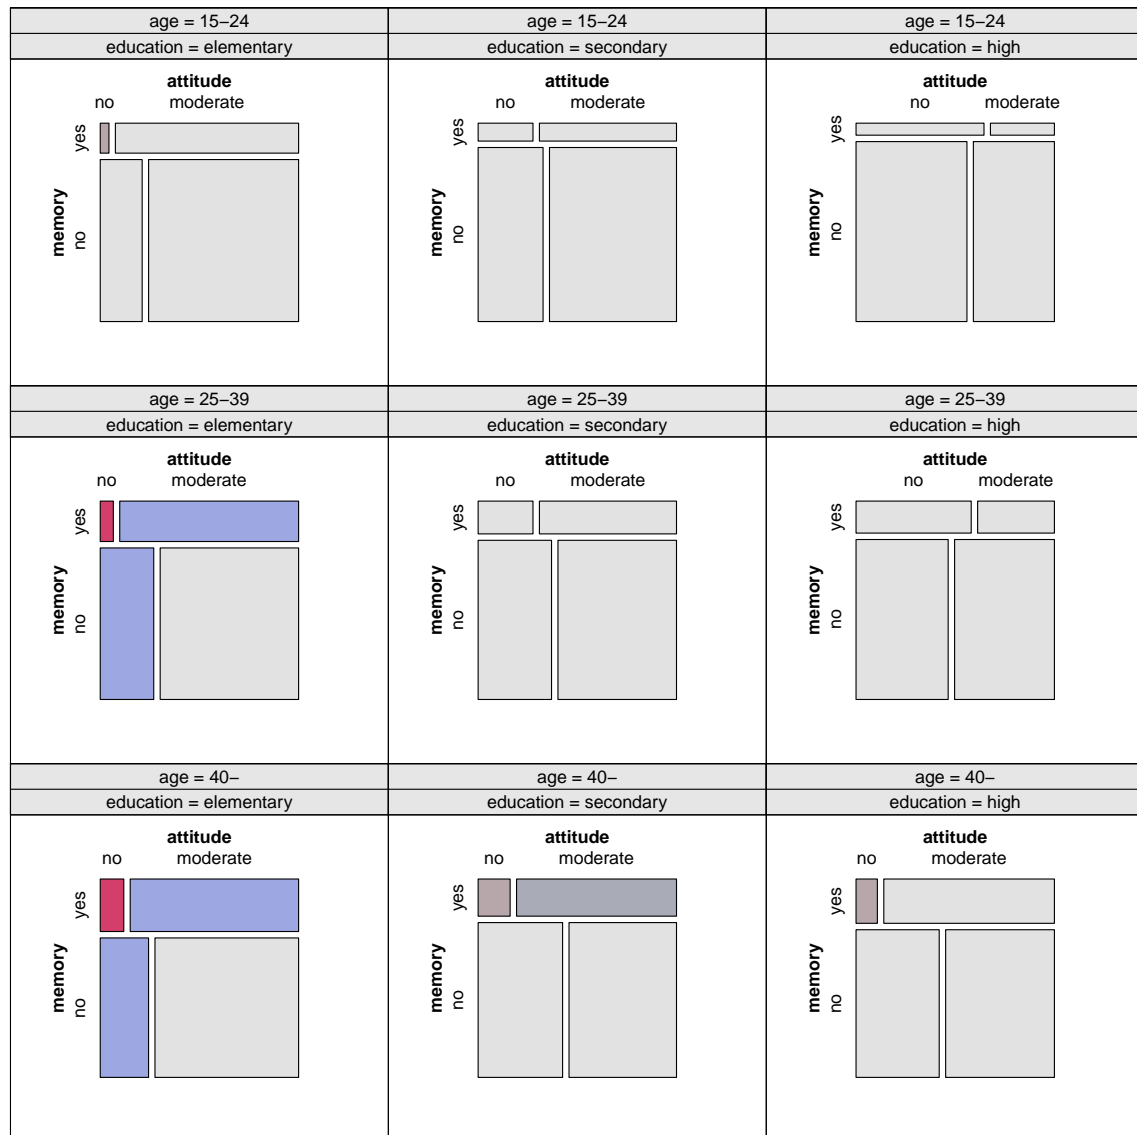 age = 15−24
education = elementary
attitude
no moderate
memory
yes
no
age = 15−24
education = secondary
attitude
no moderate
memory
yes
no
age = 15−24
education = high
attitude
no moderate
memory
yes
no
age = 25−39
education = elementary
attitude
no moderate
memory
yes
no
age = 25−39
education = secondary
attitude
no moderate
memory
yes
no
age = 25−39
education = high
attitude
no moderate
memory
yes
no
age = 40−
education = elementary
attitude
no moderate
memory
yes
no
age = 40−
education = secondary
attitude
no moderate
memory
yes
no
age = 40−
education = high
attitude
no moderate
memory
yes
no